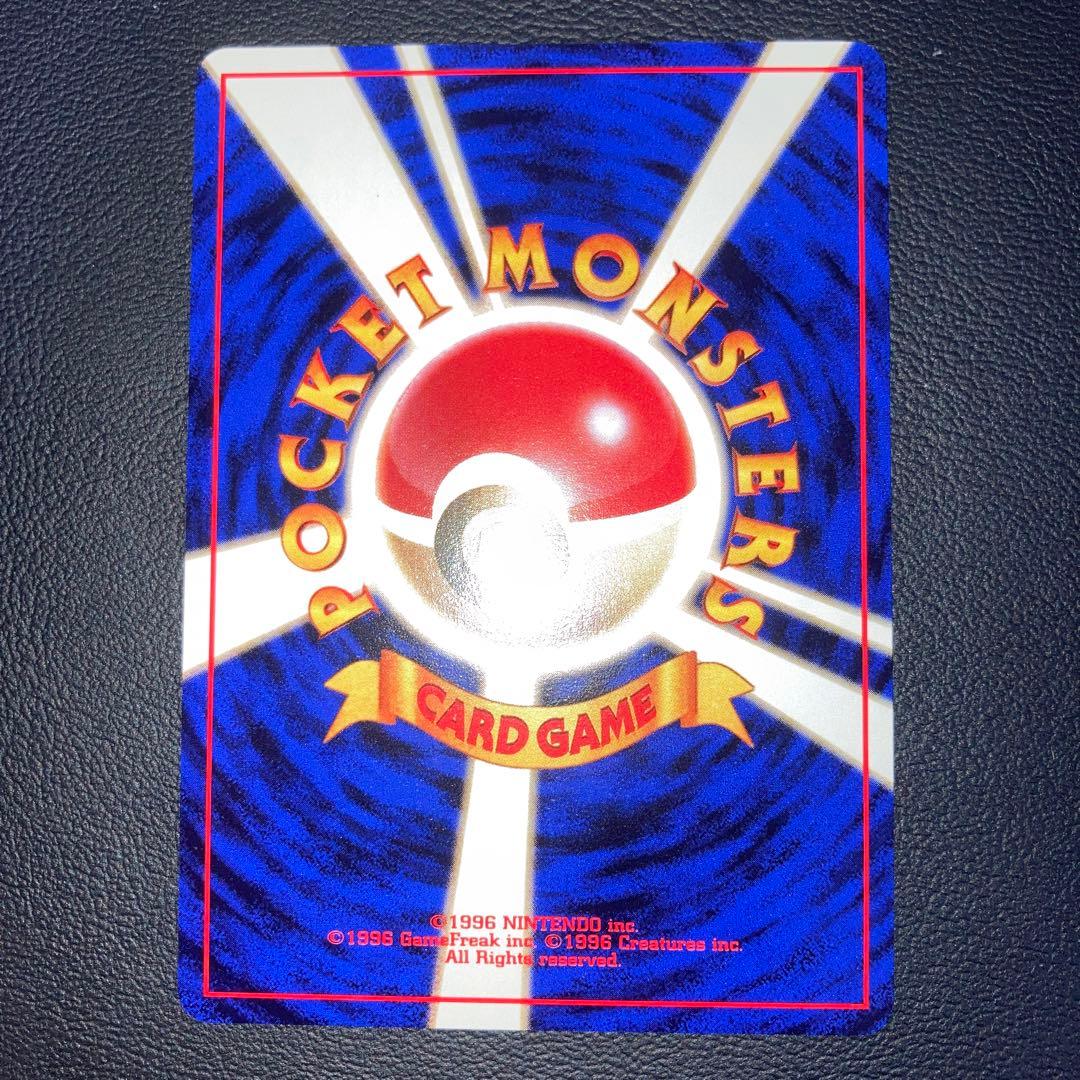 POCKET MONSTERS
CARD GAME
©1996 NINTENDO inc.
©1996 GameFreak inc. ©1996 Creatures inc.
All Rights reserved.